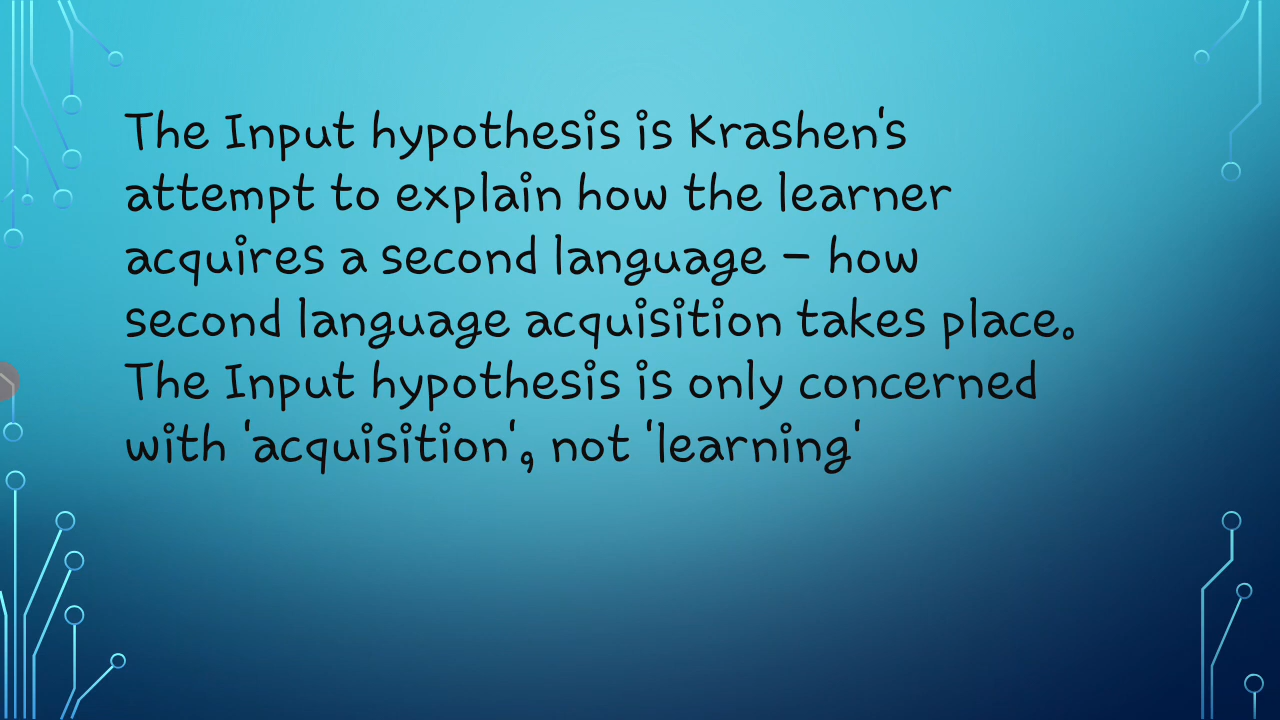 The Input hypothesis is Krashen's
attempt to explain how the learner
acquires a second language – how
second language acquisition takes place.
The Input hypothesis is only concerned
with 'acquisition', not 'learning'